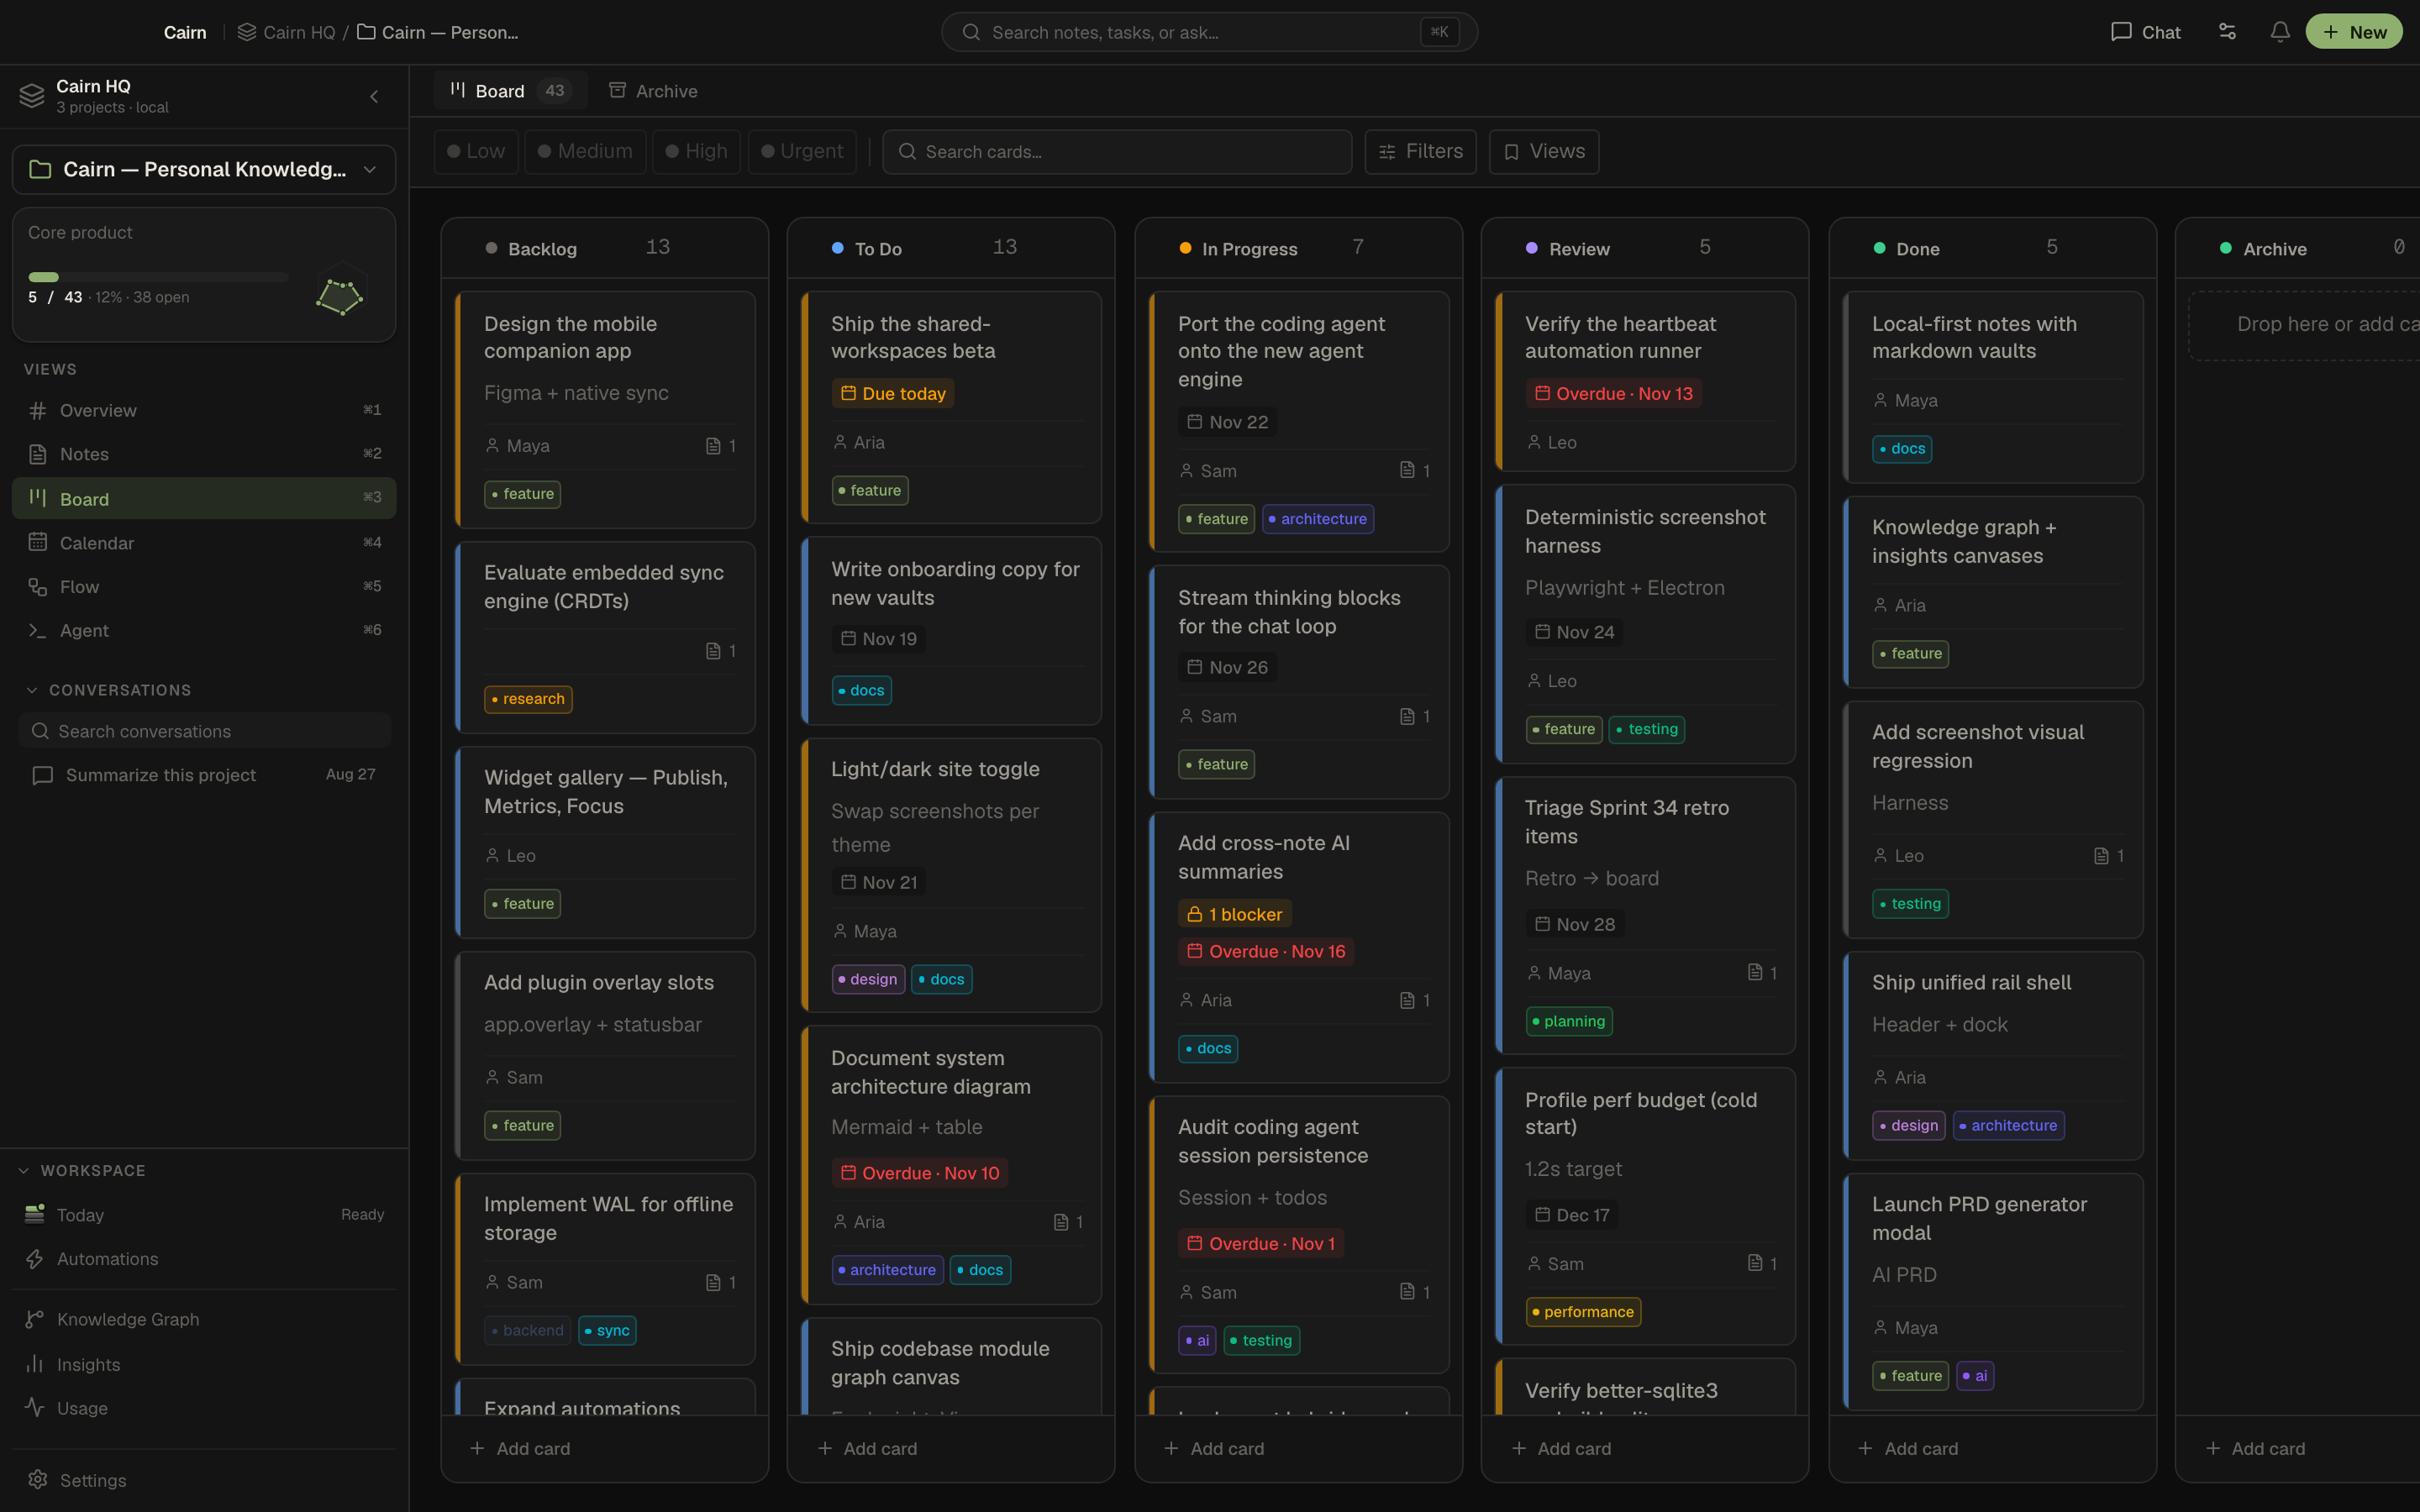 Cairn
Cairn HQ / Cairn — Person...
Search notes, tasks, or ask...
⌘K
Chat
New
Cairn HQ
3 projects · local
Cairn — Personal Knowledg...
Core product
5 / 43 · 12% · 38 open
VIEWS
Overview ⌘1
Notes ⌘2
Board ⌘3
Calendar ⌘4
Flow ⌘5
Agent ⌘6
CONVERSATIONS
Search conversations
Summarize this project Aug 27
WORKSPACE
Today Ready
Automations
Knowledge Graph
Insights
Usage
Settings
Board 43
Archive
Low
Medium
High
Urgent
Search cards...
Filters
Views
Backlog 13
Design the mobile
companion app
Figma + native sync
Maya 1
feature
Evaluate embedded sync
engine (CRDTs)
1
research
Widget gallery — Publish,
Metrics, Focus
Leo
feature
Add plugin overlay slots
app.overlay + statusbar
Sam
feature
Implement WAL for offline
storage
Sam 1
backend sync
Expand automations
Add card
To Do 13
Ship the shared-
workspaces beta
Due today
Aria
feature
Write onboarding copy for
new vaults
Nov 19
docs
Light/dark site toggle
Swap screenshots per
theme
Nov 21
Maya
design docs
Document system
architecture diagram
Mermaid + table
Overdue · Nov 10
Aria 1
architecture docs
Ship codebase module
graph canvas
Add card
In Progress 7
Port the coding agent
onto the new agent
engine
Nov 22
Sam 1
feature architecture
Stream thinking blocks
for the chat loop
Nov 26
Sam 1
feature
Add cross-note AI
summaries
1 blocker
Overdue · Nov 16
Aria 1
docs
Audit coding agent
session persistence
Session + todos
Overdue · Nov 1
Sam 1
ai testing
Add card
Review 5
Verify the heartbeat
automation runner
Overdue · Nov 13
Leo
Deterministic screenshot
harness
Playwright + Electron
Nov 24
Leo
feature testing
Triage Sprint 34 retro
items
Retro → board
Nov 28
Maya 1
planning
Profile perf budget (cold
start)
1.2s target
Dec 17
Sam 1
performance
Verify better-sqlite3
Add card
Done 5
Local-first notes with
markdown vaults
Maya
docs
Knowledge graph +
insights canvases
Aria
feature
Add screenshot visual
regression
Harness
Leo 1
testing
Ship unified rail shell
Header + dock
Aria
design architecture
Launch PRD generator
modal
AI PRD
Maya
feature ai
Add card
Archive 0
Drop here or add ca
Add card